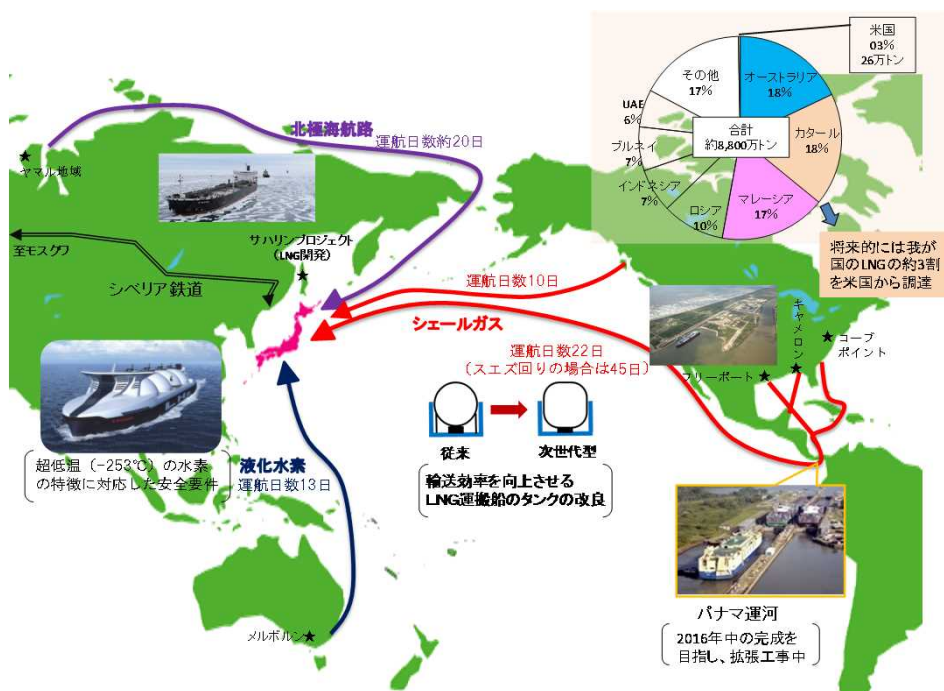 米国
03%
26万トン
オーストラリア
18%
カタール
18%
マレーシア
17%
ロシア
10%
インドネシア
7%
ブルネイ
7%
UAE
6%
その他
17%
合計
約8,800万トン
将来的には我が
国のLNGの約3割
を米国から調達
北極海航路
運航日数約20日
ヤマル地域
至モスクワ
シベリア鉄道
サハリンプロジェクト
(LNG開発)
運航日数10日
シェールガス
運航日数22日
(スエズ回りの場合は45日)
キャメロン
コーブ
ポイント
フリーポート
従来
次世代型
輸送効率を向上させる
LNG運搬船のタンクの改良
超低温（-253℃）の水素
の特徴に対応した安全要件
液化水素
運航日数13日
メルボルン
パナマ運河
2016年中の完成を
目指し、拡張工事中